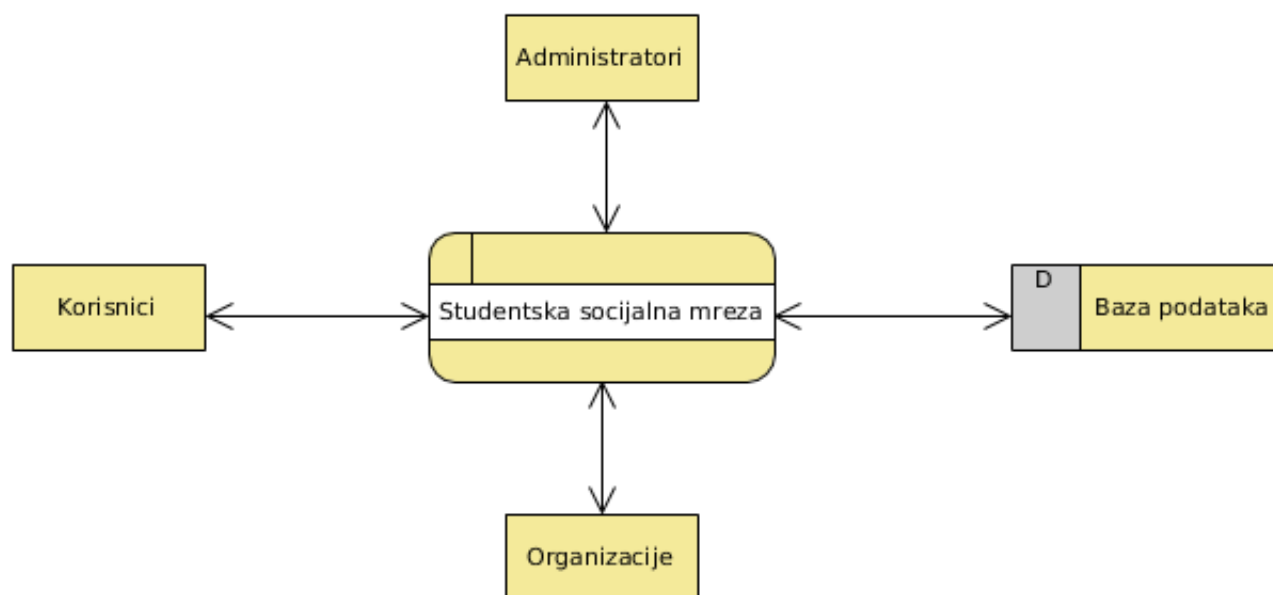 Administratori
Korisnici
Studentska socijalna mreza
D
Baza podataka
Organizacije